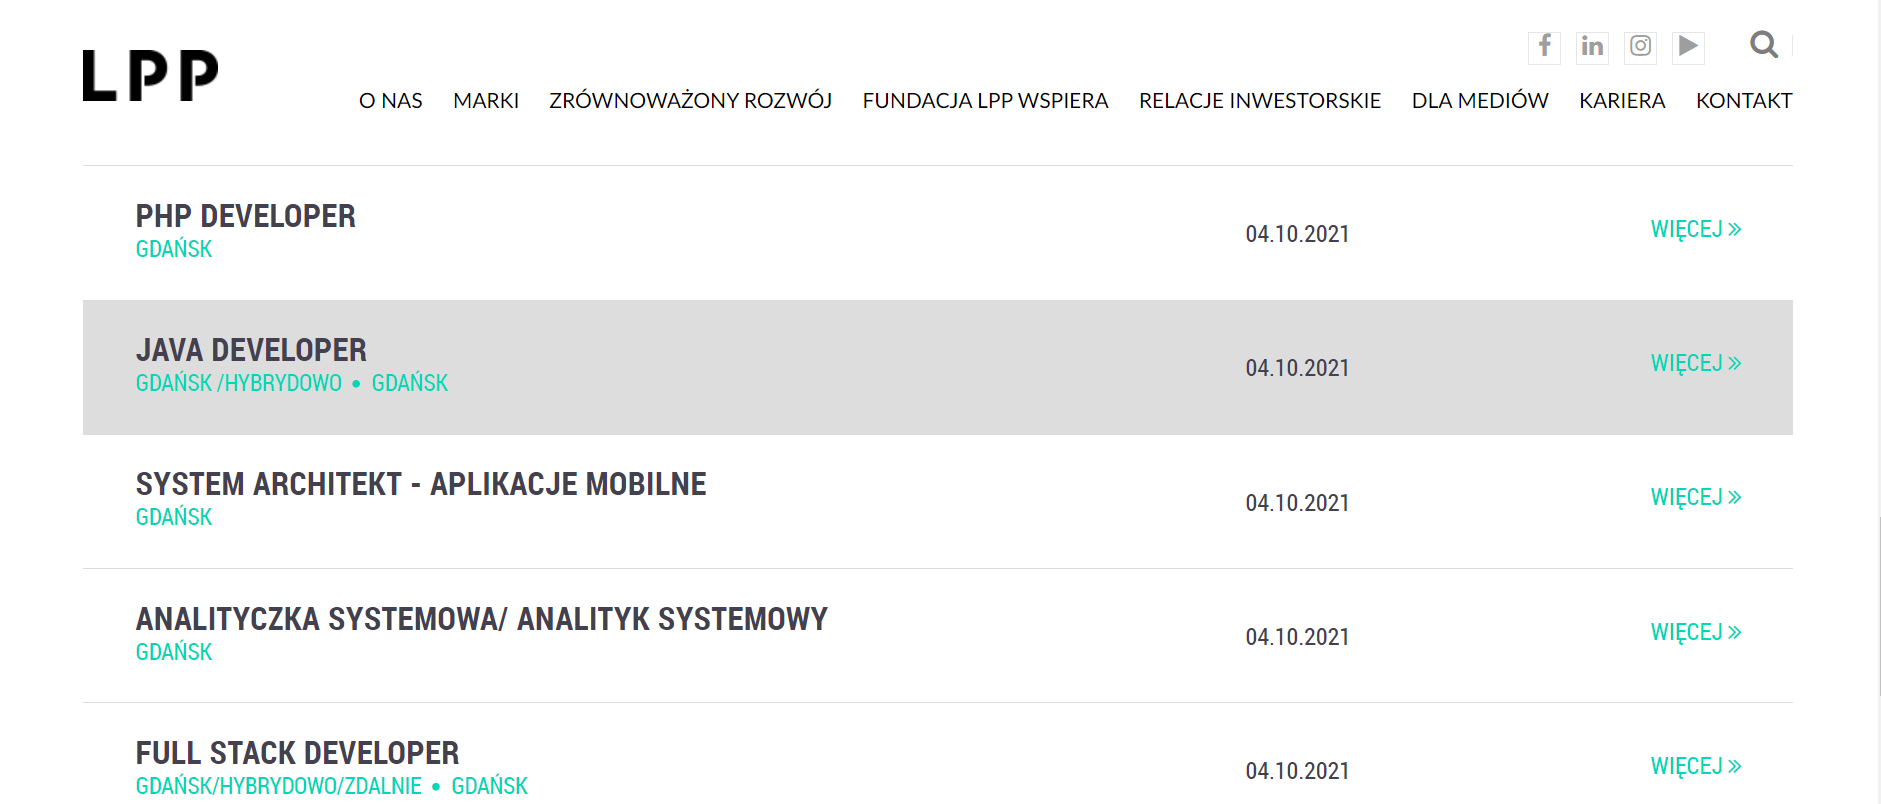 LPP
O NAS MARKI ZRÓWNOWAŻONY ROZWÓJ FUNDACJA LPP WSPIERA RELACJE INWESTORSKIE DLA MEDIÓW KARIERA KONTAKT
PHP DEVELOPER
GDAŃSK
04.10.2021
WIĘCEJ »
JAVA DEVELOPER
GDAŃSK /HYBRYDOWO • GDAŃSK
04.10.2021
WIĘCEJ »
SYSTEM ARCHITEKT - APLIKACJE MOBILNE
GDAŃSK
04.10.2021
WIĘCEJ »
ANALITYCZKA SYSTEMOWA/ ANALITYK SYSTEMOWY
GDAŃSK
04.10.2021
WIĘCEJ »
FULL STACK DEVELOPER
GDAŃSK/HYBRYDOWO/ZDALNIE • GDAŃSK
04.10.2021
WIĘCEJ »